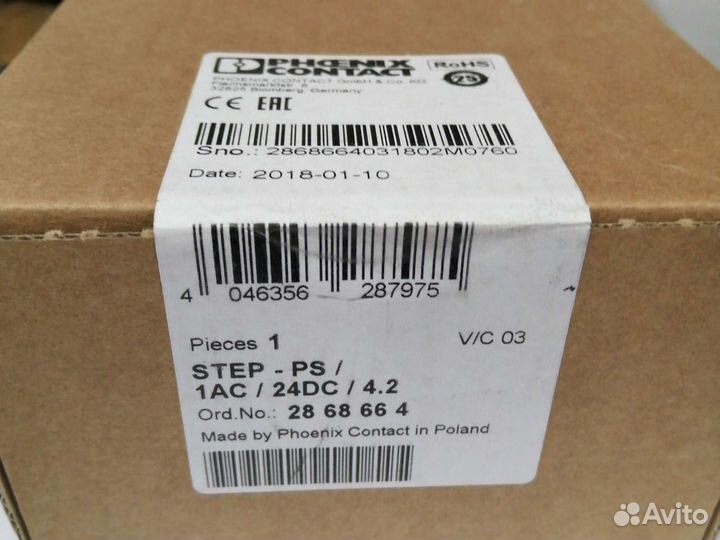 PHOENIX
CONTACT
RoHS
25
PHOENIX CONTACT GmbH & Co. KG
Flachsmarktstr. 8
32825 Blomberg, Germany
CE EAC
Sno.: 2868664031802M0760
Date: 2018-01-10
4 046356 287975
Pieces 1
V/C 03
STEP - PS /
1AC / 24DC / 4.2
Ord.No.: 28 68 66 4
Made by Phoenix Contact in Poland
Avito